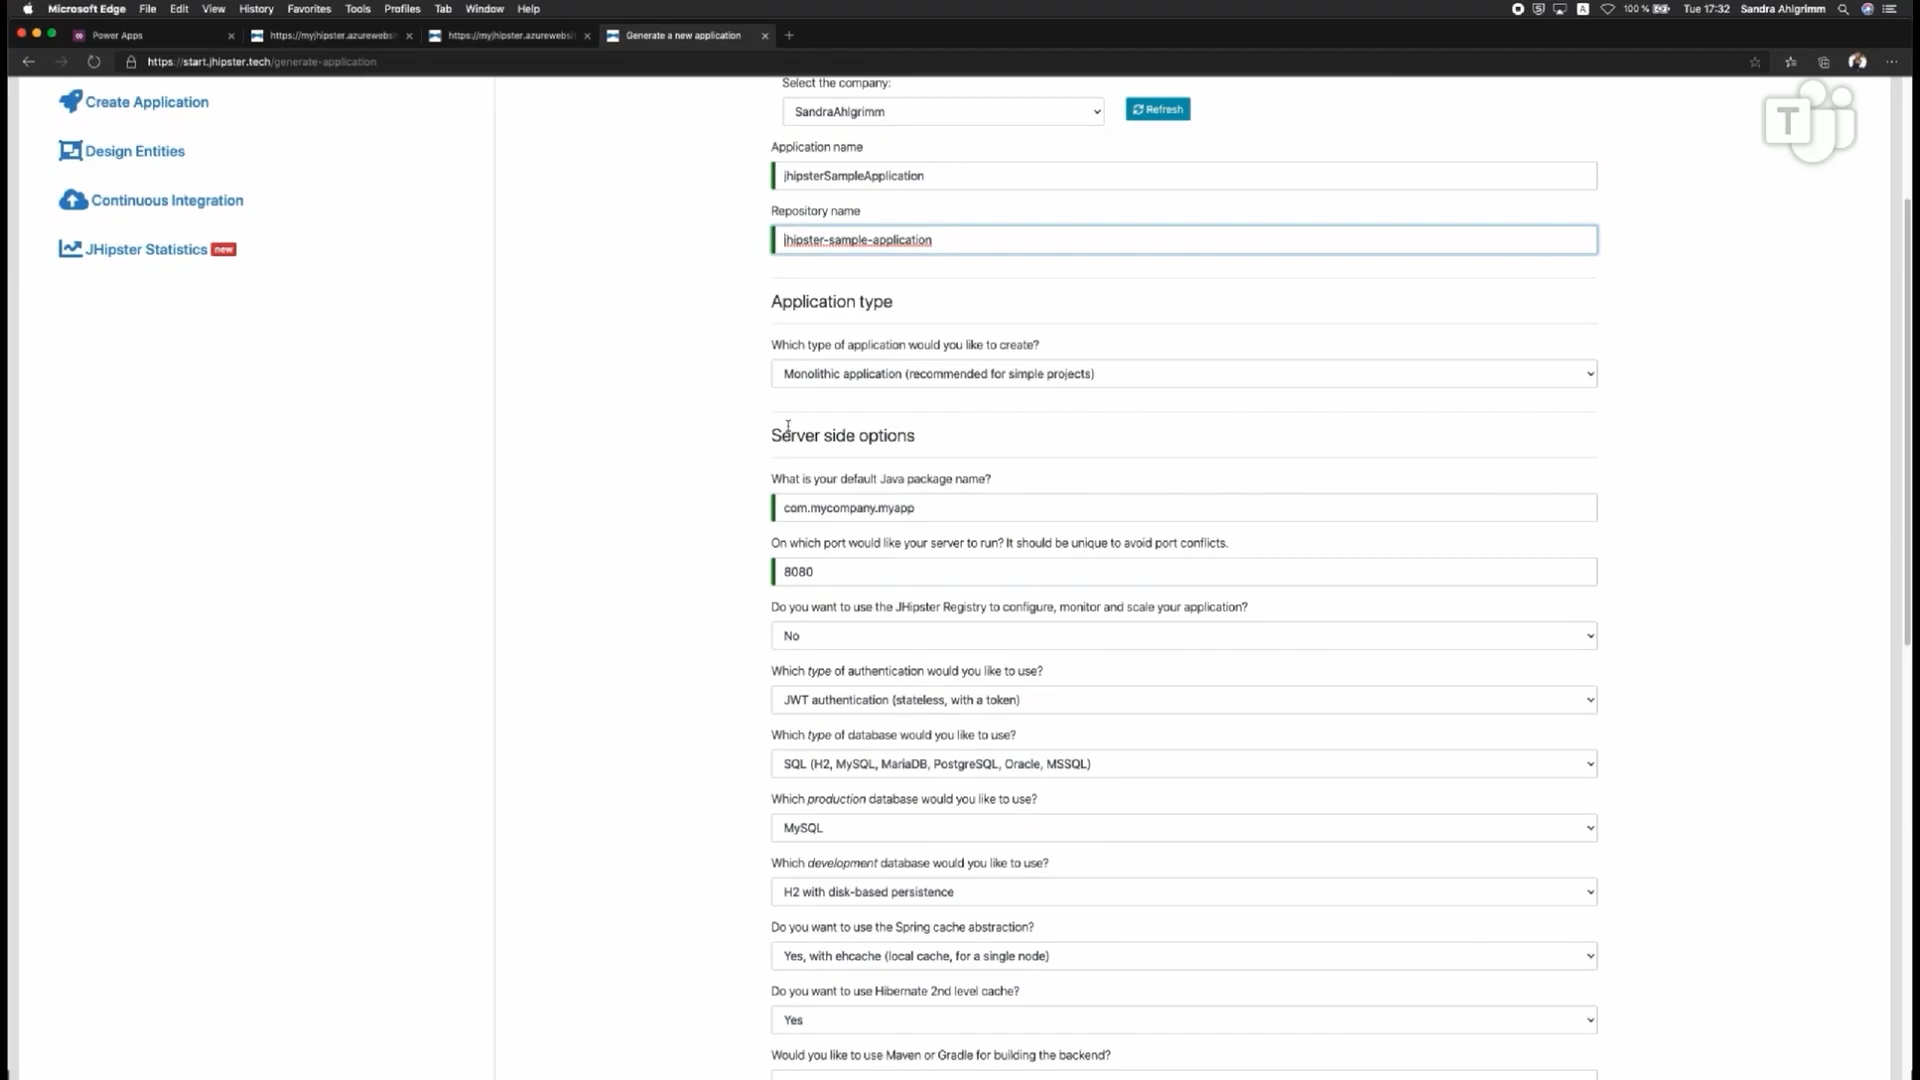 Microsoft Edge File Edit View History Favorites Tools Profiles Tab Window Help 100 % Tue 17:32 Sandra Ahlgrimm
Power Apps https://myjhipster.azurewebsi https://myjhipster.azurewebsi Generate a new application
https://start.jhipster.tech/generate-application
Select the company:
Create Application
SandraAhlgrimm
Refresh
T
Application name
Design Entities
jhipsterSampleApplication
Continuous Integration
Repository name
jhipster-sample-application
JHipster Statistics new
Application type
Which type of application would you like to create?
Monolithic application (recommended for simple projects)
Server side options
What is your default Java package name?
com.mycompany.myapp
On which port would like your server to run? It should be unique to avoid port conflicts.
8080
Do you want to use the JHipster Registry to configure, monitor and scale your application?
No
Which type of authentication would you like to use?
JWT authentication (stateless, with a token)
Which type of database would you like to use?
SQL (H2, MySQL, MariaDB, PostgreSQL, Oracle, MSSQL)
Which production database would you like to use?
MySQL
Which development database would you like to use?
H2 with disk-based persistence
Do you want to use the Spring cache abstraction?
Yes, with ehcache (local cache, for a single node)
Do you want to use Hibernate 2nd level cache?
Yes
Would you like to use Maven or Gradle for building the backend?